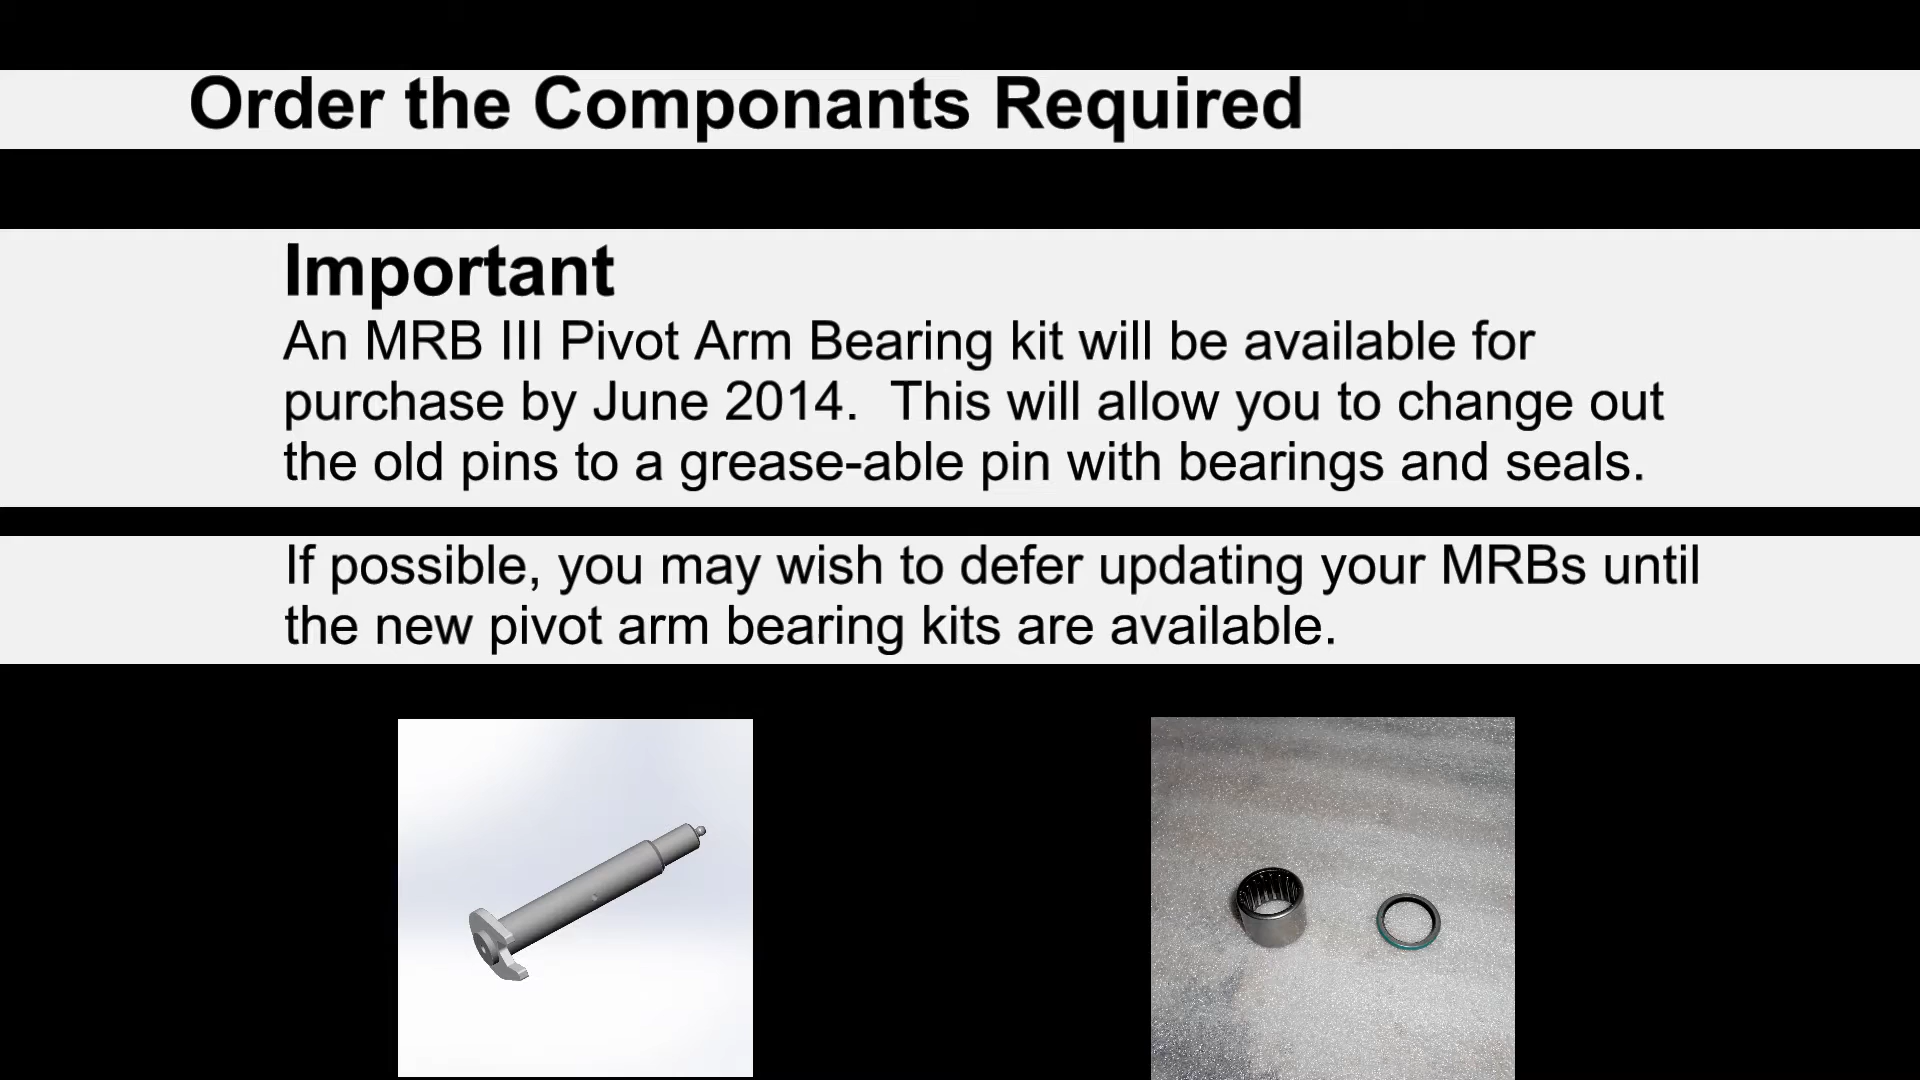 Order the Componants Required
Important
An MRB III Pivot Arm Bearing kit will be available for
purchase by June 2014.  This will allow you to change out
the old pins to a grease-able pin with bearings and seals.
If possible, you may wish to defer updating your MRBs until
the new pivot arm bearing kits are available.